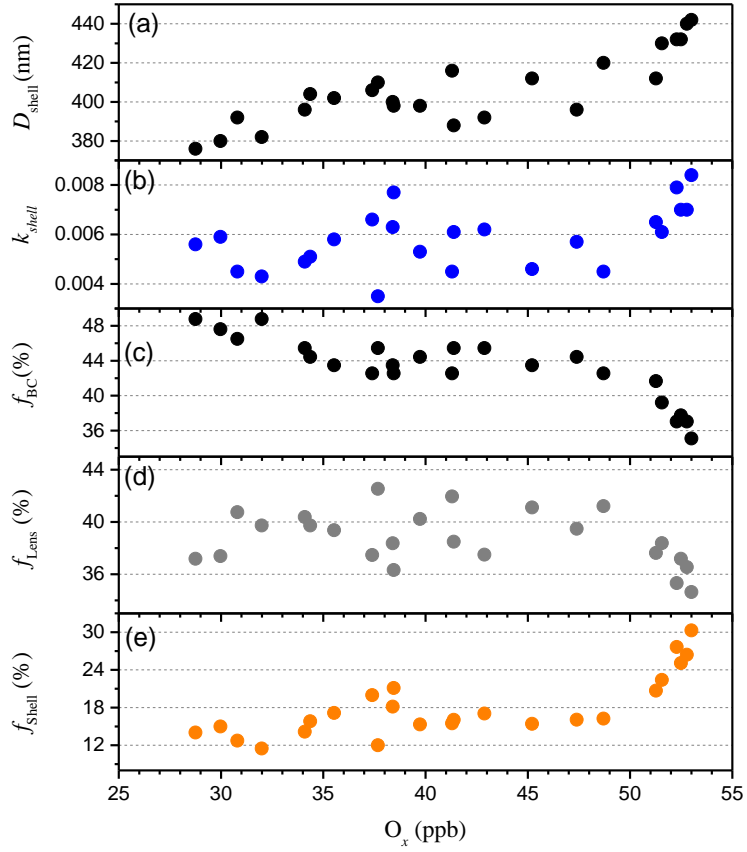 (a)
440
420
400
380
D_shell (nm)
(b)
0.008
0.006
0.004
k_shell
(c)
48
44
40
36
f_BC(%)
(d)
44
40
36
f_Lens (%)
(e)
30
24
18
12
f_Shell (%)
25 30 35 40 45 50 55
O_x (ppb)